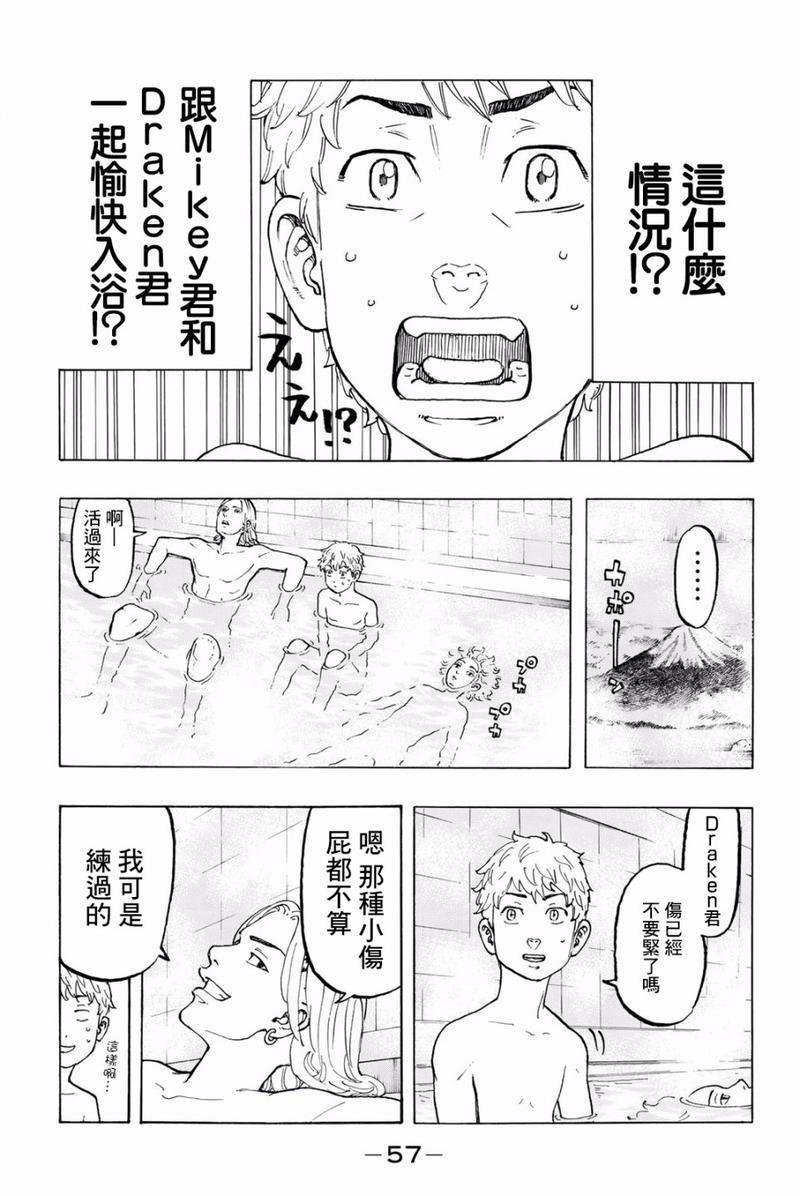 這什麼
情況!?
跟Mikey君和
Draken君
一起愉快入浴!?
ええ!?
……
カポーン
啊—
活過來了
プカ
プカ
Draken君
傷已經
不要緊了嗎
嗯 那種小傷
屁都不算
我可是
練過的
這樣啊…
—57—